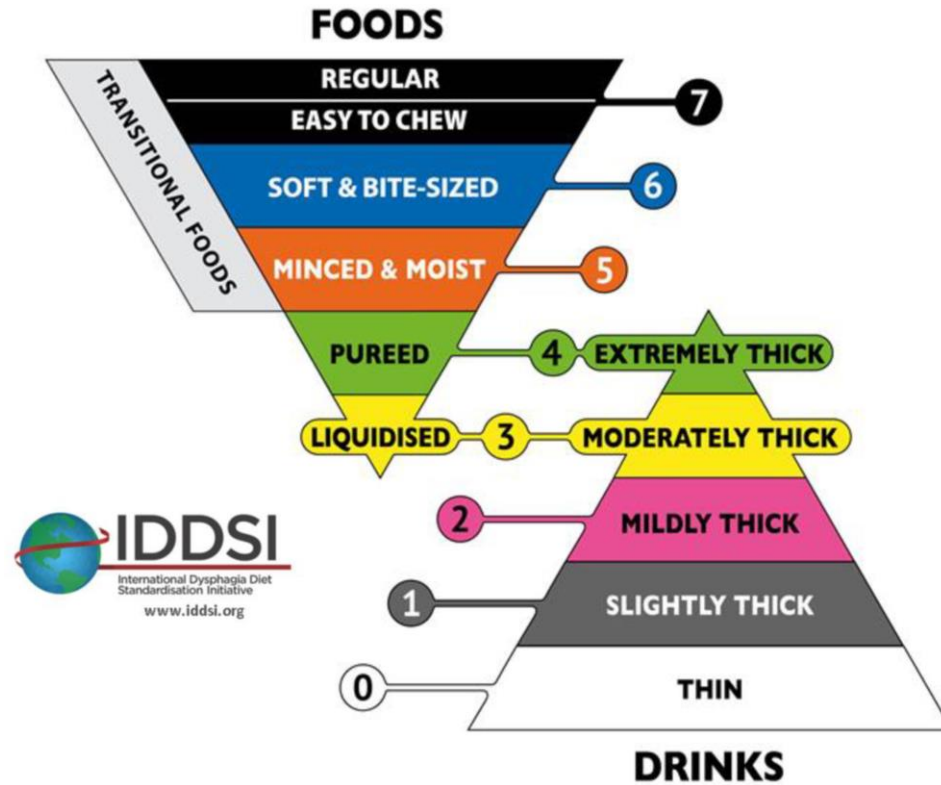 FOODS
TRANSITIONAL FOODS
REGULAR
7
EASY TO CHEW
SOFT & BITE-SIZED
6
MINCED & MOIST
5
PUREED
4
EXTREMELY THICK
LIQUIDISED
3
MODERATELY THICK
2
MILDLY THICK
IDDSI
International Dysphagia Diet
Standardisation Initiative
www.iddsi.org
1
SLIGHTLY THICK
0
THIN
DRINKS